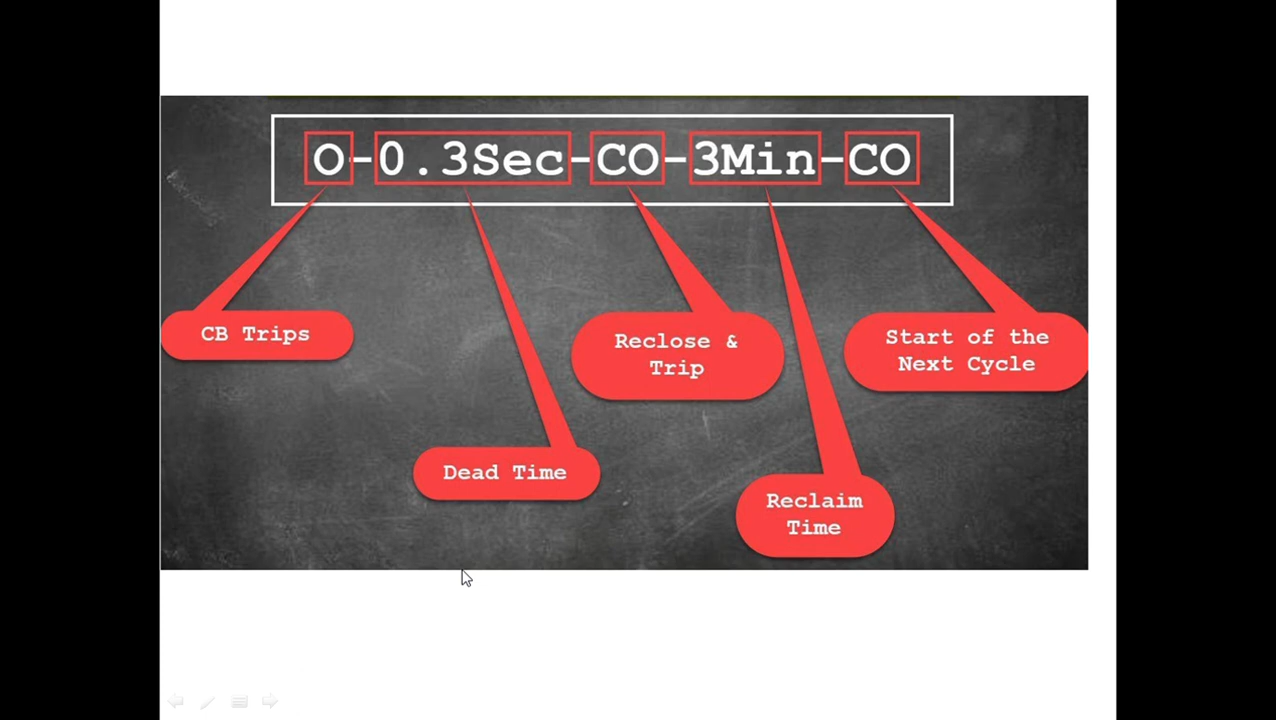 O-0.3Sec-CO-3Min-CO
CB Trips
Reclose &
Trip
Start of the
Next Cycle
Dead Time
Reclaim
Time